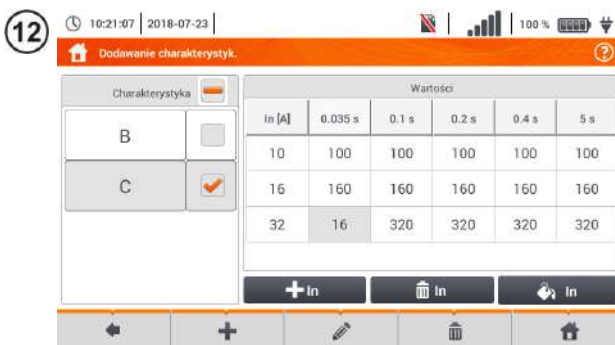 12
10:21:07 2018-07-23 100 %
Dodawanie charakterystyk.
Charakterystyka
B
C
Wartości
In [A] 0.035 s 0.1 s 0.2 s 0.4 s 5 s
10 100 100 100 100 100
16 160 160 160 160 160
32 16 320 320 320 320
In In In